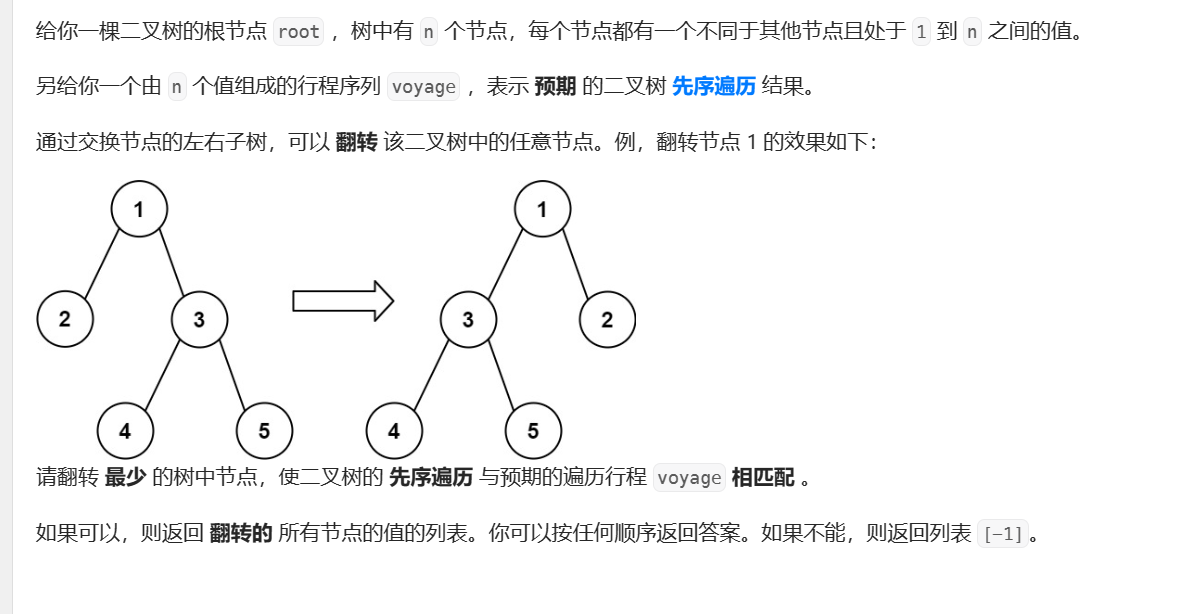 给你一棵二叉树的根节点 root ，树中有 n 个节点，每个节点都有一个不同于其他节点且处于 1 到 n 之间的值。
另给你一个由 n 个值组成的行程序列 voyage ，表示 预期 的二叉树 先序遍历 结果。
通过交换节点的左右子树，可以 翻转 该二叉树中的任意节点。例，翻转节点 1 的效果如下：
1 1
2 3 3 2
4 5 4 5
请翻转 最少 的树中节点，使二叉树的 先序遍历 与预期的遍历行程 voyage 相匹配 。
如果可以，则返回 翻转的 所有节点的值的列表。你可以按任何顺序返回答案。如果不能，则返回列表 [-1] 。